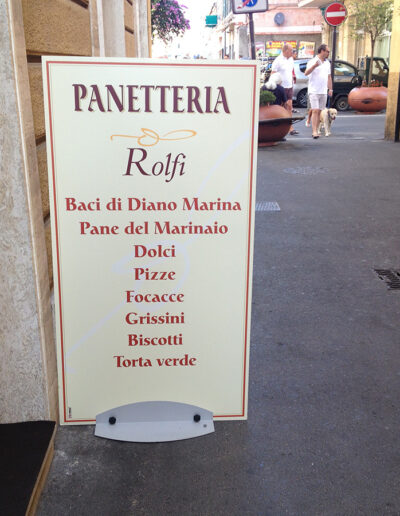 PANETTERIA
Rolfi
Baci di Diano Marina
Pane del Marinaio
Dolci
Pizze
Focacce
Grissini
Biscotti
Torta verde